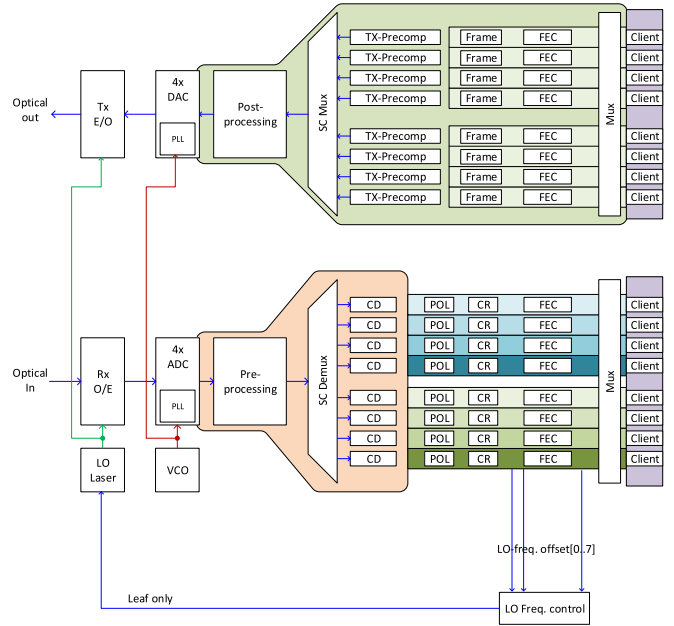 Optical
out
Tx
E/O
4x
DAC
PLL
Post-
processing
SC Mux
TX-Precomp Frame FEC Client
TX-Precomp Frame FEC Client
TX-Precomp Frame FEC Client
TX-Precomp Frame FEC Client
TX-Precomp Frame FEC Client
TX-Precomp Frame FEC Client
TX-Precomp Frame FEC Client
TX-Precomp Frame FEC Client
Mux
Optical
In
Rx
O/E
4x
ADC
PLL
Pre-
processing
SC Demux
CD POL CR FEC Client
CD POL CR FEC Client
CD POL CR FEC Client
CD POL CR FEC Client
CD POL CR FEC Client
CD POL CR FEC Client
CD POL CR FEC Client
CD POL CR FEC Client
Mux
LO
Laser
VCO
LO-freq. offset[0..7]
Leaf only
LO Freq. control